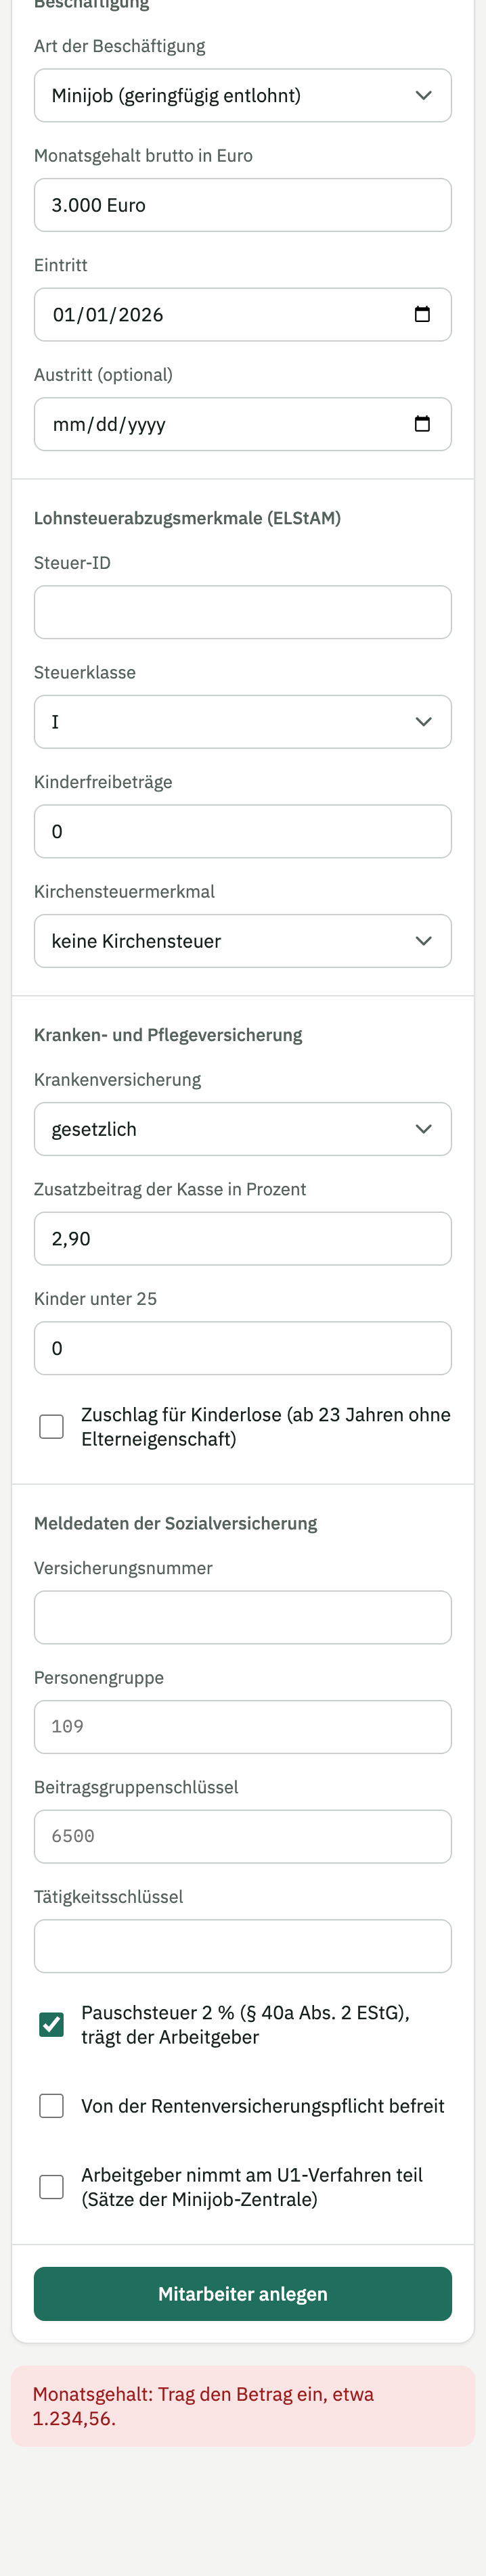 Beschäftigung
Art der Beschäftigung
Minijob (geringfügig entlohnt)
Monatsgehalt brutto in Euro
3.000 Euro
Eintritt
01/01/2026
Austritt (optional)
mm/dd/yyyy
Lohnsteuerabzugsmerkmale (ELStAM)
Steuer-ID
Steuerklasse
I
Kinderfreibeträge
0
Kirchensteuermerkmal
keine Kirchensteuer
Kranken- und Pflegeversicherung
Krankenversicherung
gesetzlich
Zusatzbeitrag der Kasse in Prozent
2,90
Kinder unter 25
0
Zuschlag für Kinderlose (ab 23 Jahren ohne
Elterneigenschaft)
Meldedaten der Sozialversicherung
Versicherungsnummer
Personengruppe
109
Beitragsgruppenschlüssel
6500
Tätigkeitsschlüssel
Pauschsteuer 2 % (§ 40a Abs. 2 EStG),
trägt der Arbeitgeber
Von der Rentenversicherungspflicht befreit
Arbeitgeber nimmt am U1-Verfahren teil
(Sätze der Minijob-Zentrale)
Mitarbeiter anlegen
Monatsgehalt: Trag den Betrag ein, etwa
1.234,56.